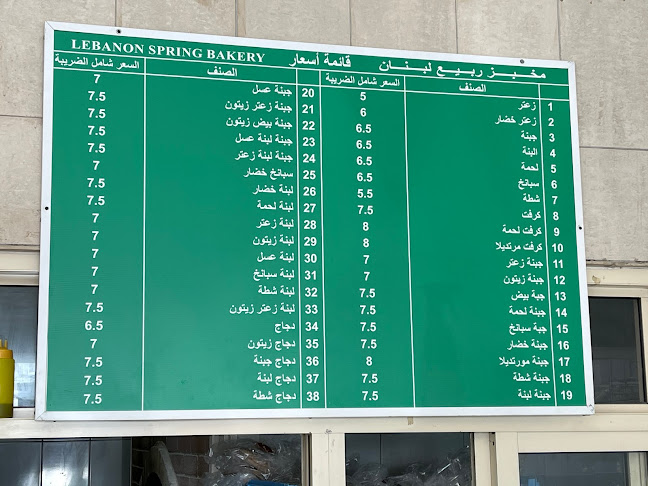 LEBANON SPRING BAKERY قائمة أسعار مخبز ربيع لبنان
الصنف السعر شامل الضريبة
1 زعتر 5
2 زعتر خضار 6
3 جبنة 6.5
4 البنة 6.5
5 لحمة 6.5
6 سبانخ 6.5
7 شطة 5.5
8 كرفت 7.5
9 كرفت لحمة 8
10 كرفت مرتديلا 8
11 جبنة زعتر 7
12 جبنة زيتون 7
13 جبة بيض 7.5
14 جبنة لحمة 7.5
15 جبة سبانخ 7.5
16 جبنة خضار 7.5
17 جبنة مورتديلا 8
18 جبنة شطة 7.5
19 جبنة لبنة 7.5
الصنف السعر شامل الضريبة
20 جبنة عسل 7
21 جبنة زعتر زيتون 7.5
22 جبنة بيض زيتون 7.5
23 جبنة لبنة عسل 7.5
24 جبنة لبنة زعتر 7.5
25 سبانخ خضار 7
26 لبنة خضار 7.5
27 لبنة لحمة 7.5
28 لبنة زعتر 7
29 لبنة زيتون 7
30 لبنة عسل 7
31 لبنة سبانخ 7
32 لبنة شطة 7
33 لبنة زعتر زيتون 7.5
34 دجاج 6.5
35 دجاج زيتون 7
36 دجاج جبنة 7.5
37 دجاج لبنة 7.5
38 دجاج شطة 7.5